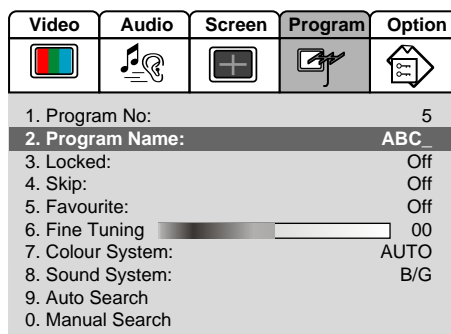 Video Audio Screen Program Option
1. Program No: 5
2. Program Name: ABC_
3. Locked: Off
4. Skip: Off
5. Favourite: Off
6. Fine Tuning 00
7. Colour System: AUTO
8. Sound System: B/G
9. Auto Search
0. Manual Search